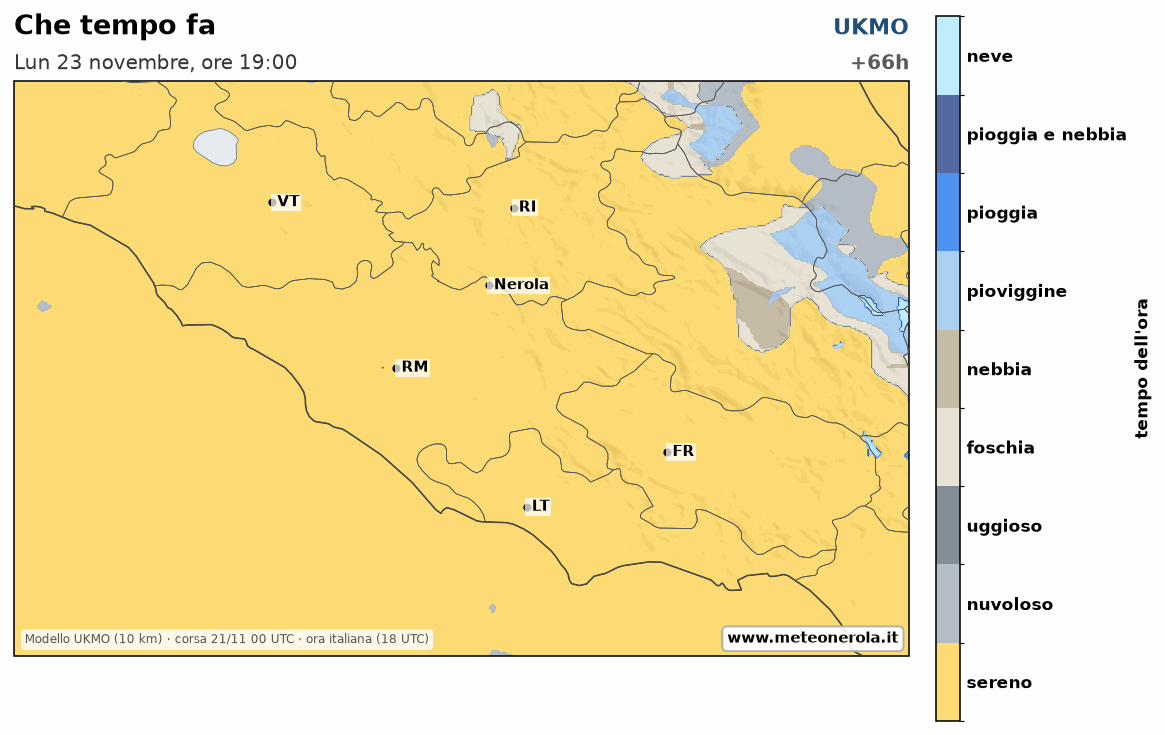 Che tempo fa
UKMO
Lun 23 novembre, ore 19:00
+66h
neve
pioggia e nebbia
pioggia
pioviggine
nebbia
foschia
uggioso
nuvoloso
sereno
tempo dell'ora
VT
RI
Nerola
RM
FR
LT
Modello UKMO (10 km) · corsa 21/11 00 UTC · ora italiana (18 UTC)
www.meteonerola.it